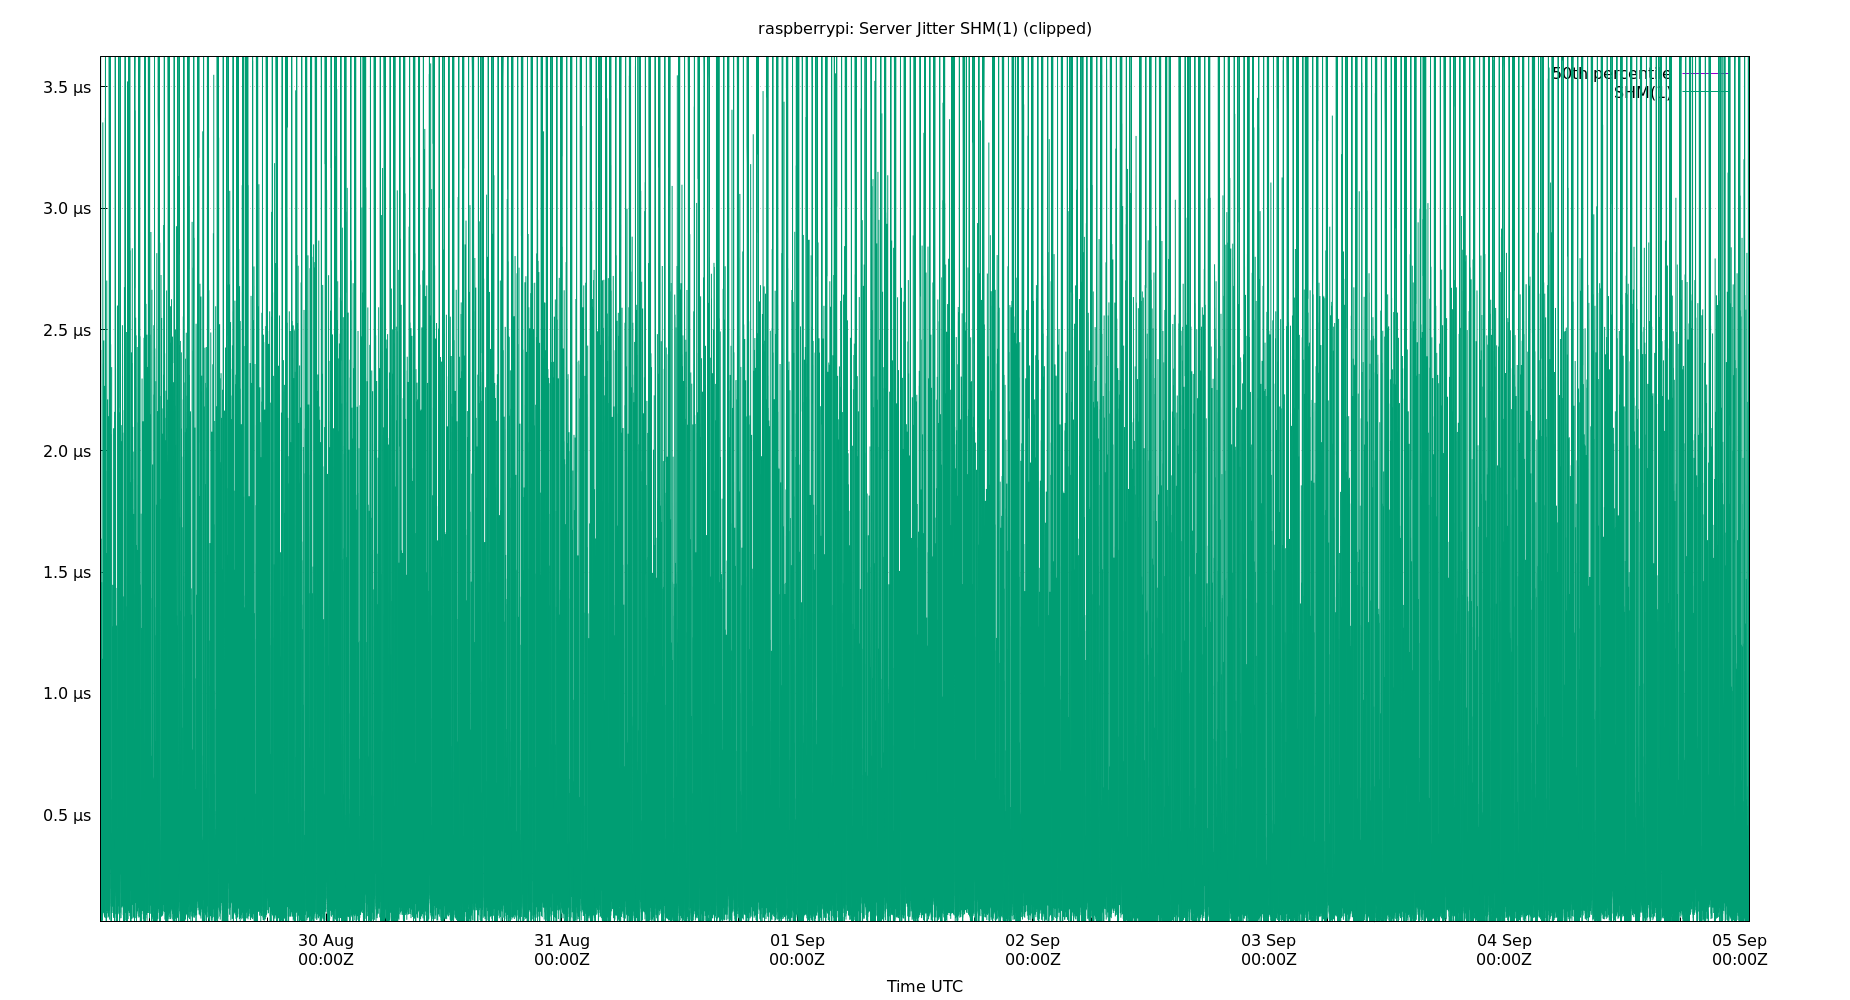 raspberrypi: Server Jitter SHM(1) (clipped)
50th percentile
SHM(1)
3.5 µs
3.0 µs
2.5 µs
2.0 µs
1.5 µs
1.0 µs
0.5 µs
30 Aug 31 Aug 01 Sep 02 Sep 03 Sep 04 Sep 05 Sep
00:00Z 00:00Z 00:00Z 00:00Z 00:00Z 00:00Z 00:00Z
Time UTC